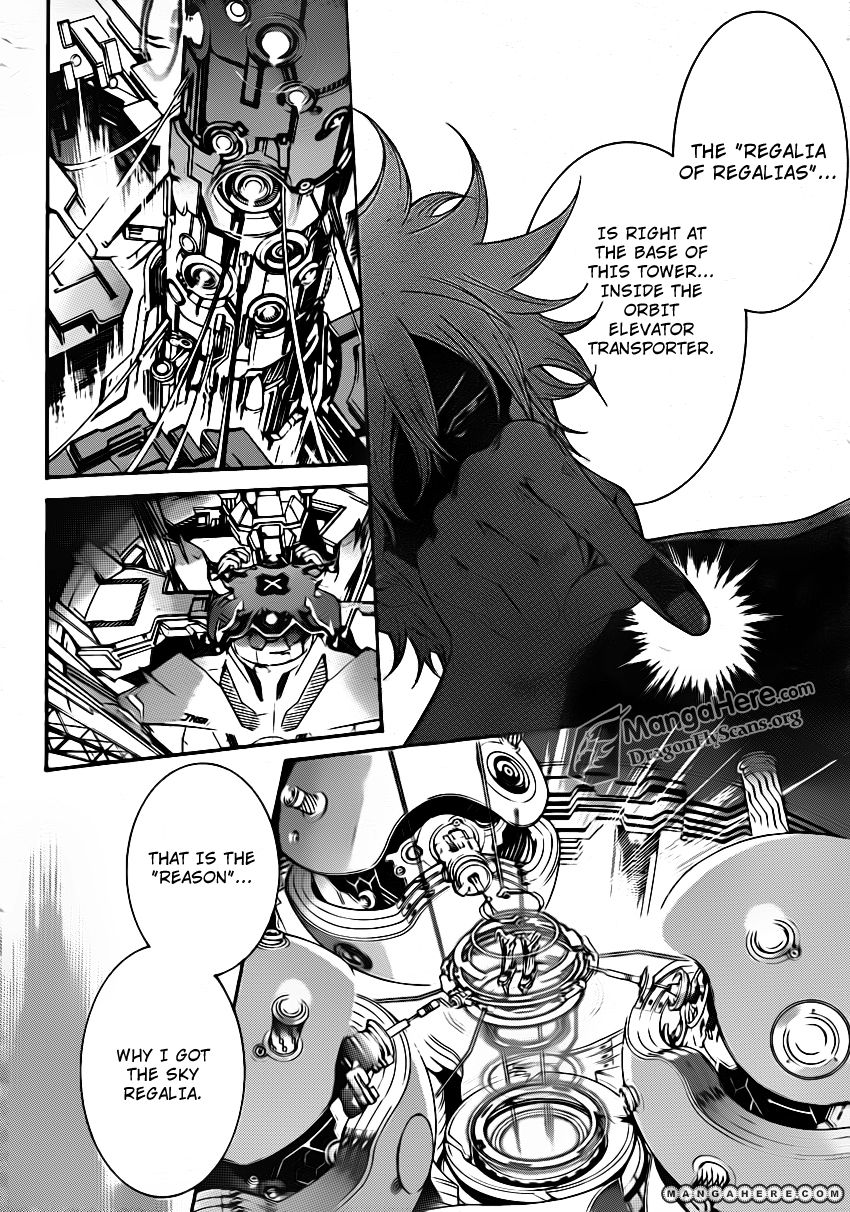 THE "REGALIA
OF REGALIAS"...
IS RIGHT AT
THE BASE OF
THIS TOWER...
INSIDE THE
ORBIT
ELEVATOR
TRANSPORTER.
MangaHere.com
DragonFlyScans.org
THAT IS THE
"REASON"...
WHY I GOT
THE SKY
REGALIA.
MANGAHERE.COM